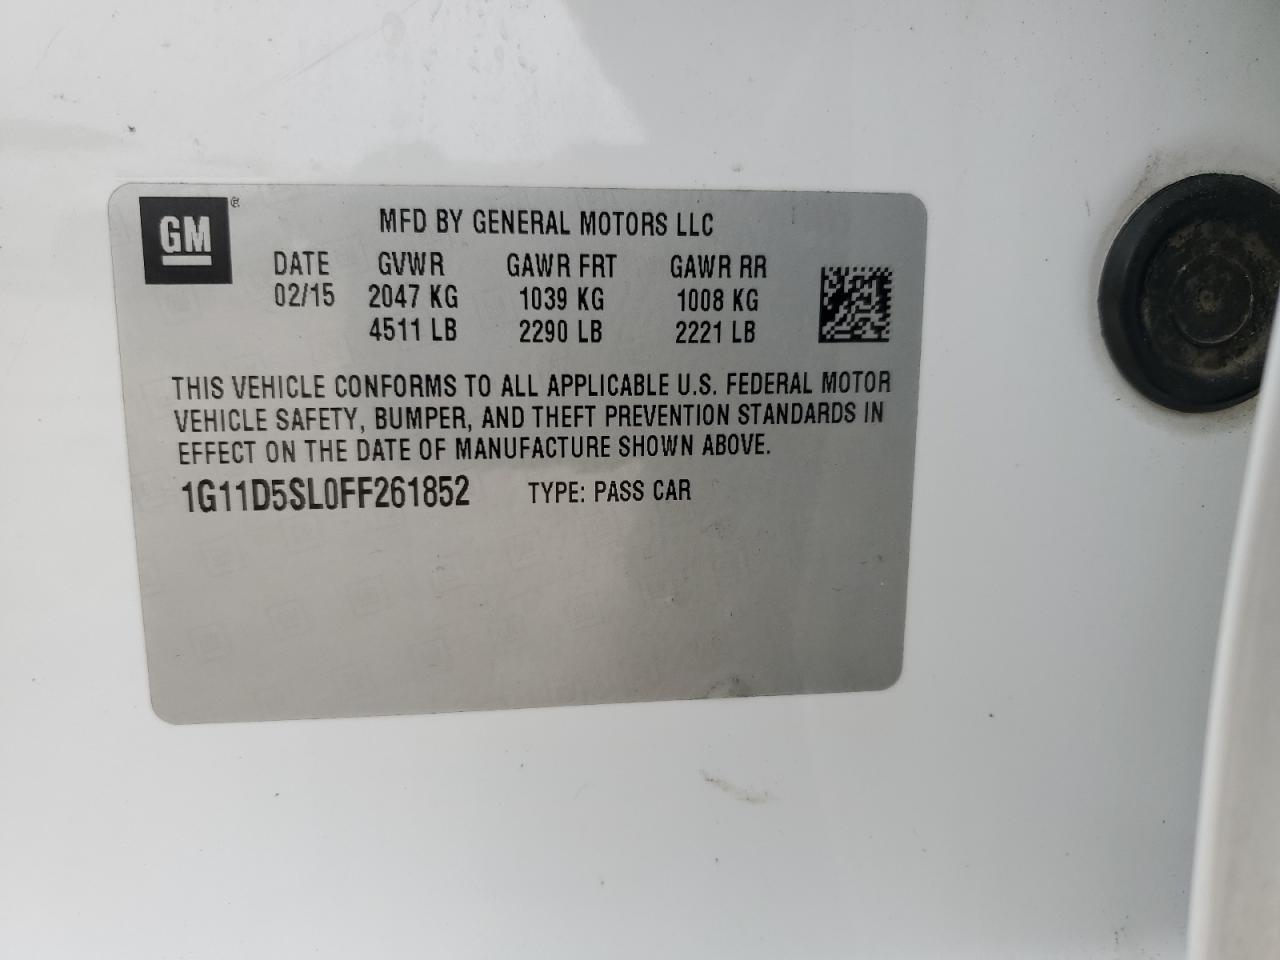 GM®
MFD BY GENERAL MOTORS LLC
DATE GVWR GAWR FRT GAWR RR
02/15 2047 KG 1039 KG 1008 KG
4511 LB 2290 LB 2221 LB
THIS VEHICLE CONFORMS TO ALL APPLICABLE U.S. FEDERAL MOTOR
VEHICLE SAFETY, BUMPER, AND THEFT PREVENTION STANDARDS IN
EFFECT ON THE DATE OF MANUFACTURE SHOWN ABOVE.
1G11D5SL0FF261852 TYPE: PASS CAR